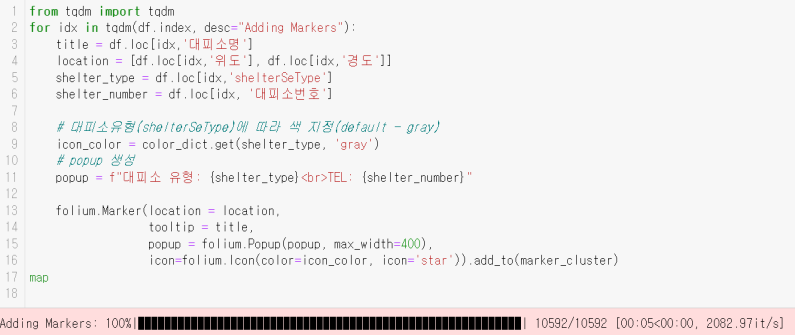 1 from tqdm import tqdm
2 for idx in tqdm(df.index, desc="Adding Markers"):
3     title = df.loc[idx,'대피소명']
4     location = [df.loc[idx,'위도'], df.loc[idx,'경도']]
5     shelter_type = df.loc[idx,'shelterSeType']
6     shelter_number = df.loc[idx, '대피소번호']
7
8     # 대피소유형(shelterSeType)에 따라 색 지정(default - gray)
9     icon_color = color_dict.get(shelter_type, 'gray')
10     # popup 생성
11     popup = f"대피소 유형: {shelter_type}<br>TEL: {shelter_number}"
12
13     folium.Marker(location = location,
14                   tooltip = title,
15                   popup = folium.Popup(popup, max_width=400),
16                   icon=folium.Icon(color=icon_color, icon='star')).add_to(marker_cluster)
17 map
18
Adding Markers: 100%|██████████| 10592/10592 [00:05<00:00, 2082.97it/s]